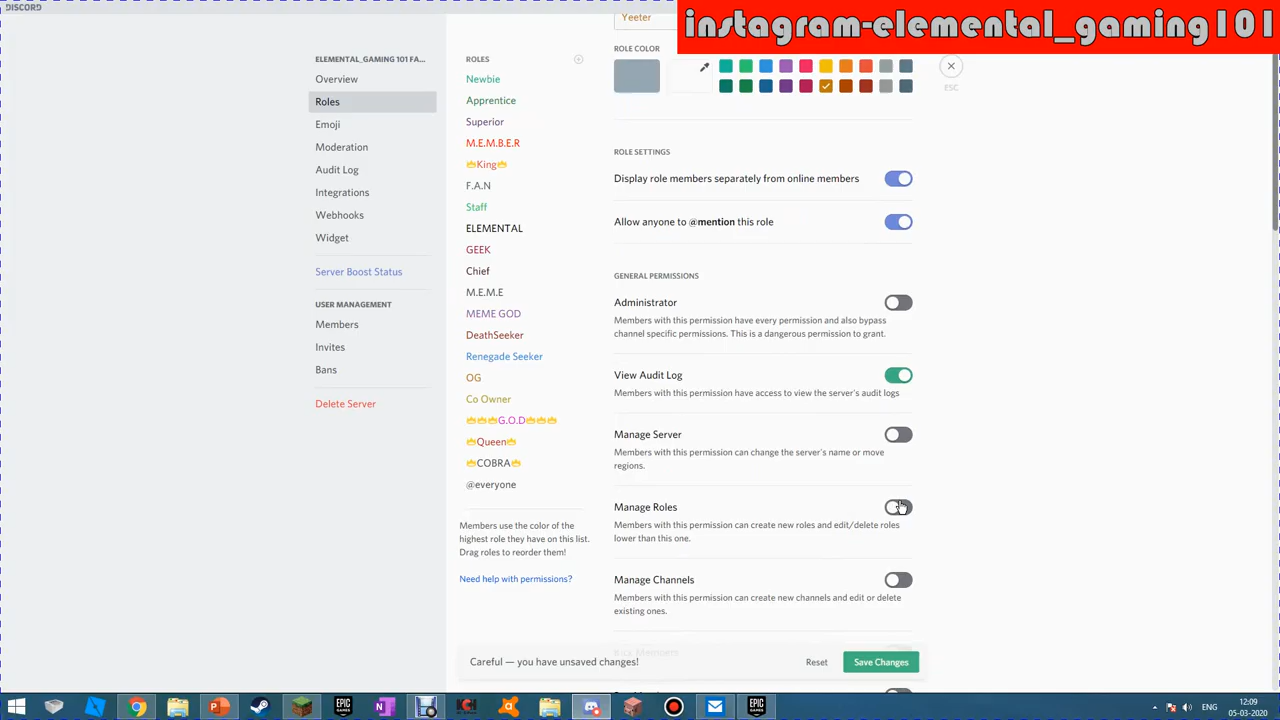 DISCORD
instagram-elemental_gaming101
Yeeter
ROLE COLOR
ESC
ELEMENTAL_GAMING 101 FA...
Overview
Roles
Emoji
Moderation
Audit Log
Integrations
Webhooks
Widget
Server Boost Status
USER MANAGEMENT
Members
Invites
Bans
Delete Server
ROLES
Newbie
Apprentice
Superior
M.E.M.B.E.R
👑King👑
F.A.N
Staff
ELEMENTAL
GEEK
Chief
M.E.M.E
MEME GOD
DeathSeeker
Renegade Seeker
OG
Co Owner
👑👑👑G.O.D👑👑👑
👑Queen👑
👑COBRA👑
@everyone
Members use the color of the
highest role they have on this list.
Drag roles to reorder them!
Need help with permissions?
ROLE SETTINGS
Display role members separately from online members
Allow anyone to @mention this role
GENERAL PERMISSIONS
Administrator
Members with this permission have every permission and also bypass
channel specific permissions. This is a dangerous permission to grant.
View Audit Log
Members with this permission have access to view the server's audit logs
Manage Server
Members with this permission can change the server's name or move
regions.
Manage Roles
Members with this permission can create new roles and edit/delete roles
lower than this one.
Manage Channels
Members with this permission can create new channels and edit or delete
existing ones.
Kick Members
Careful — you have unsaved changes!
Reset
Save Changes
12:09
05-03-2020